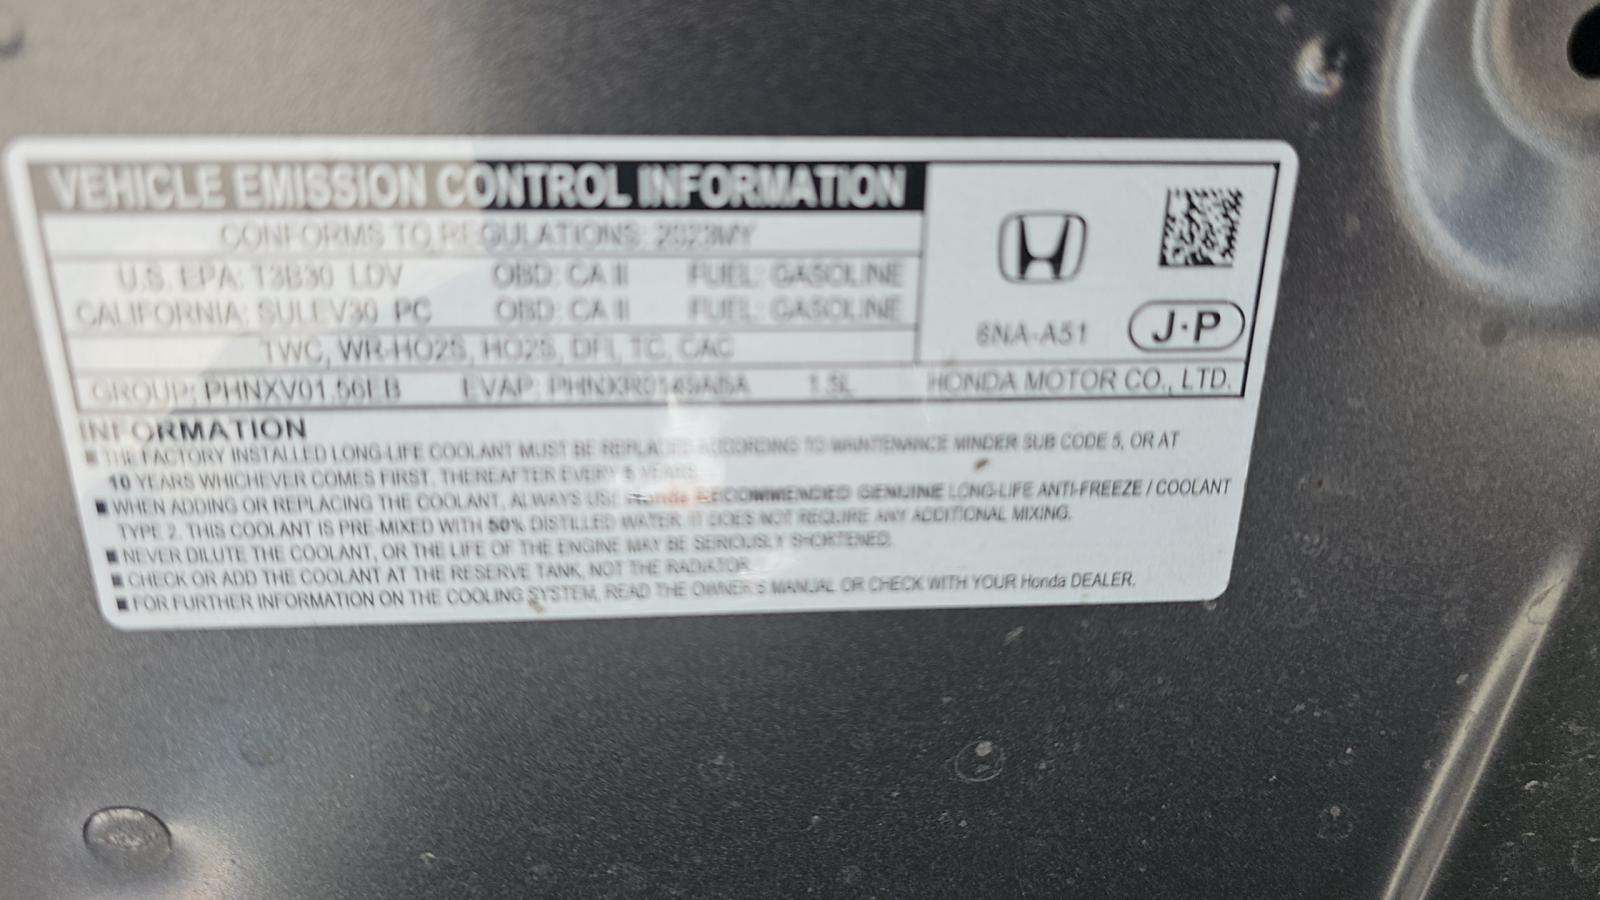 VEHICLE EMISSION CONTROL INFORMATION
CONFORMS TO REGULATIONS: 2023MY
U.S. EPA: T3B30 LDV OBD: CA II FUEL: GASOLINE
CALIFORNIA: SULEV30 PC OBD: CA II FUEL: GASOLINE
TWC, WR-HO2S, HO2S, DFI, TC, CAC
6NA-A51
J·P
GROUP: EVAP: 1.5L HONDA MOTOR CO., LTD.
INFORMATION
■ THE FACTORY INSTALLED LONG-LIFE COOLANT MUST BE REPLACED ACCORDING TO MAINTENANCE MINDER SUB CODE 5, OR AT
10 YEARS WHICHEVER COMES FIRST, THEREAFTER EVERY 5 YEARS.
■ WHEN ADDING OR REPLACING THE COOLANT, ALWAYS USE Honda RECOMMENDED GENUINE LONG-LIFE ANTI-FREEZE / COOLANT
TYPE 2. THIS COOLANT IS PRE-MIXED WITH 50% DISTILLED WATER. IT DOES NOT REQUIRE ANY ADDITIONAL MIXING.
■ NEVER DILUTE THE COOLANT, OR THE LIFE OF THE ENGINE MAY BE SERIOUSLY SHORTENED.
■ CHECK OR ADD THE COOLANT AT THE RESERVE TANK, NOT THE RADIATOR.
■ FOR FURTHER INFORMATION ON THE COOLING SYSTEM, READ THE OWNER'S MANUAL OR CHECK WITH YOUR Honda DEALER.